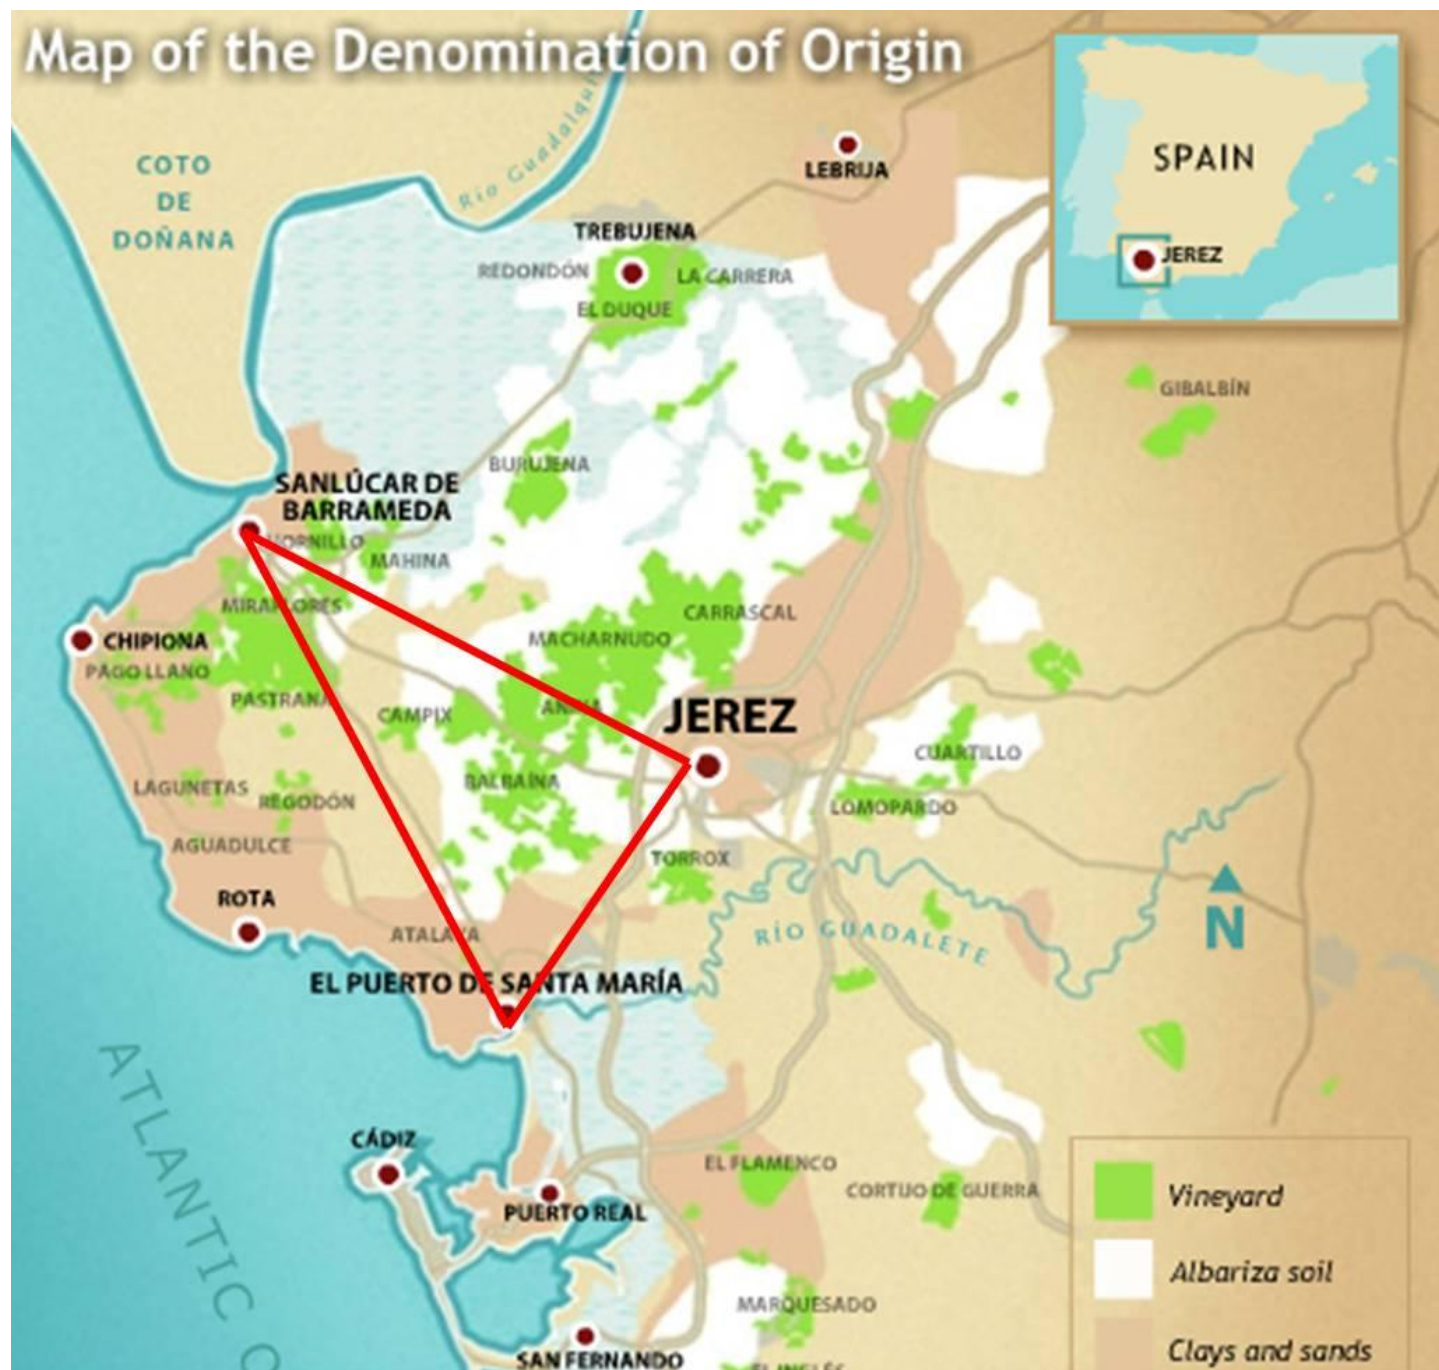 Map of the Denomination of Origin
COTO
DE
DOÑANA
LEBRIJA
SPAIN
JEREZ
TREBUJENA
REDONDÓN
LA CARRERA
EL DUQUE
GIBALBÍN
BURUJENA
SANLÚCAR DE
BARRAMEDA
HORNILLO
MAHINA
MIRAFLORES
CARRASCAL
CHIPIONA
MACHARNUDO
PAGO LLANO
PASTRANA
CAMPIX
JEREZ
CUARTILLO
BALBAÍNA
LAGUNETAS
REGODÓN
LOMOPARDO
AGUADULCE
TORROX
ROTA
N
ATALAYA
RÍO GUADALETE
EL PUERTO DE SANTA MARÍA
ATLANTIC O
CÁDIZ
EL FLAMENCO
CORTIJO DE GUERRA
PUERTO REAL
Vineyard
Albariza soil
MARQUESADO
Clays and sands
SAN FERNANDO